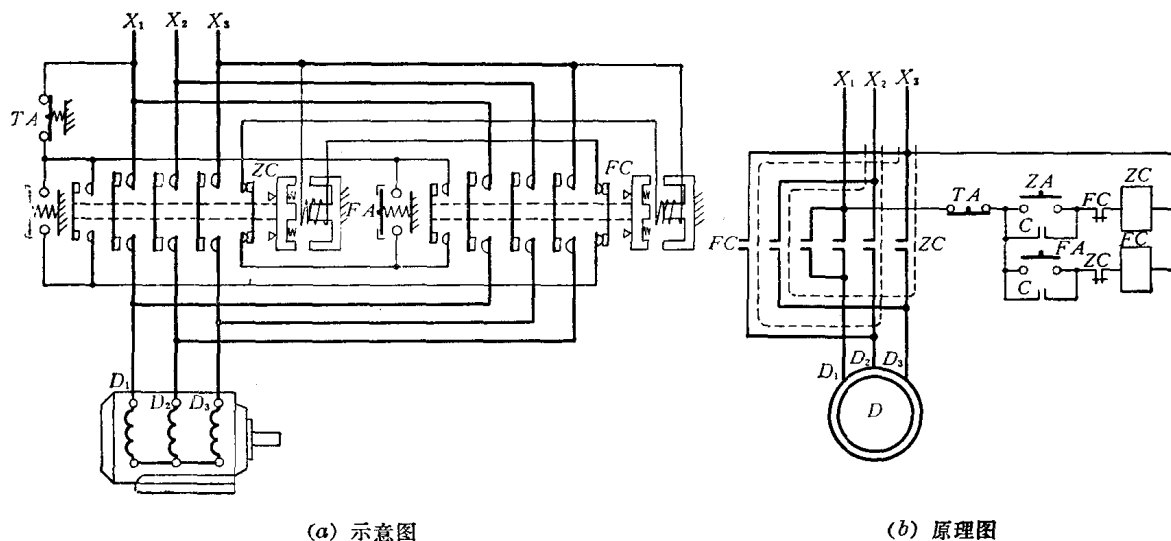 X₁ X₂ X₃
TA
ZC
FA
FC
D₁ D₂ D₃
(a) 示意图
X₁ X₂ X₃
TA ZA FC ZC
C
FC ZC
FA ZC FC
C
D₁ D₂ D₃
D
(b) 原理图